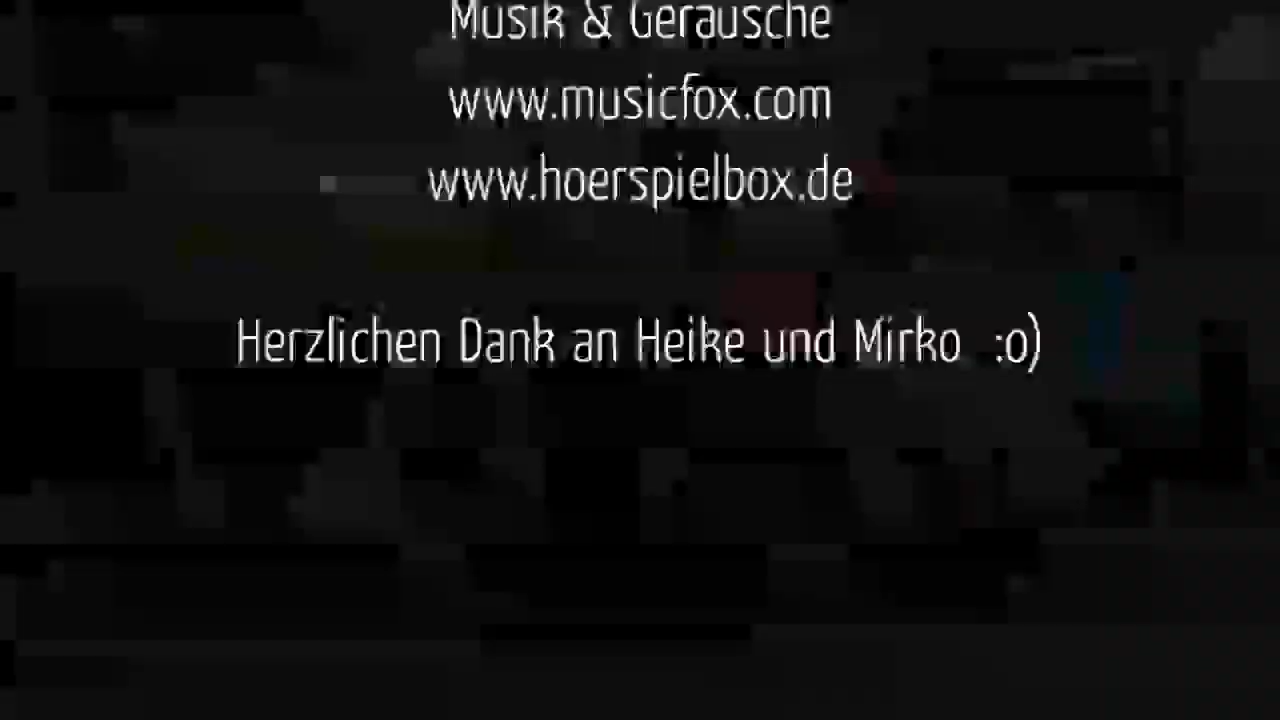 Musik & Geräusche
www.musicfox.com
www.hoerspielbox.de
Herzlichen Dank an Heike und Mirko :o)